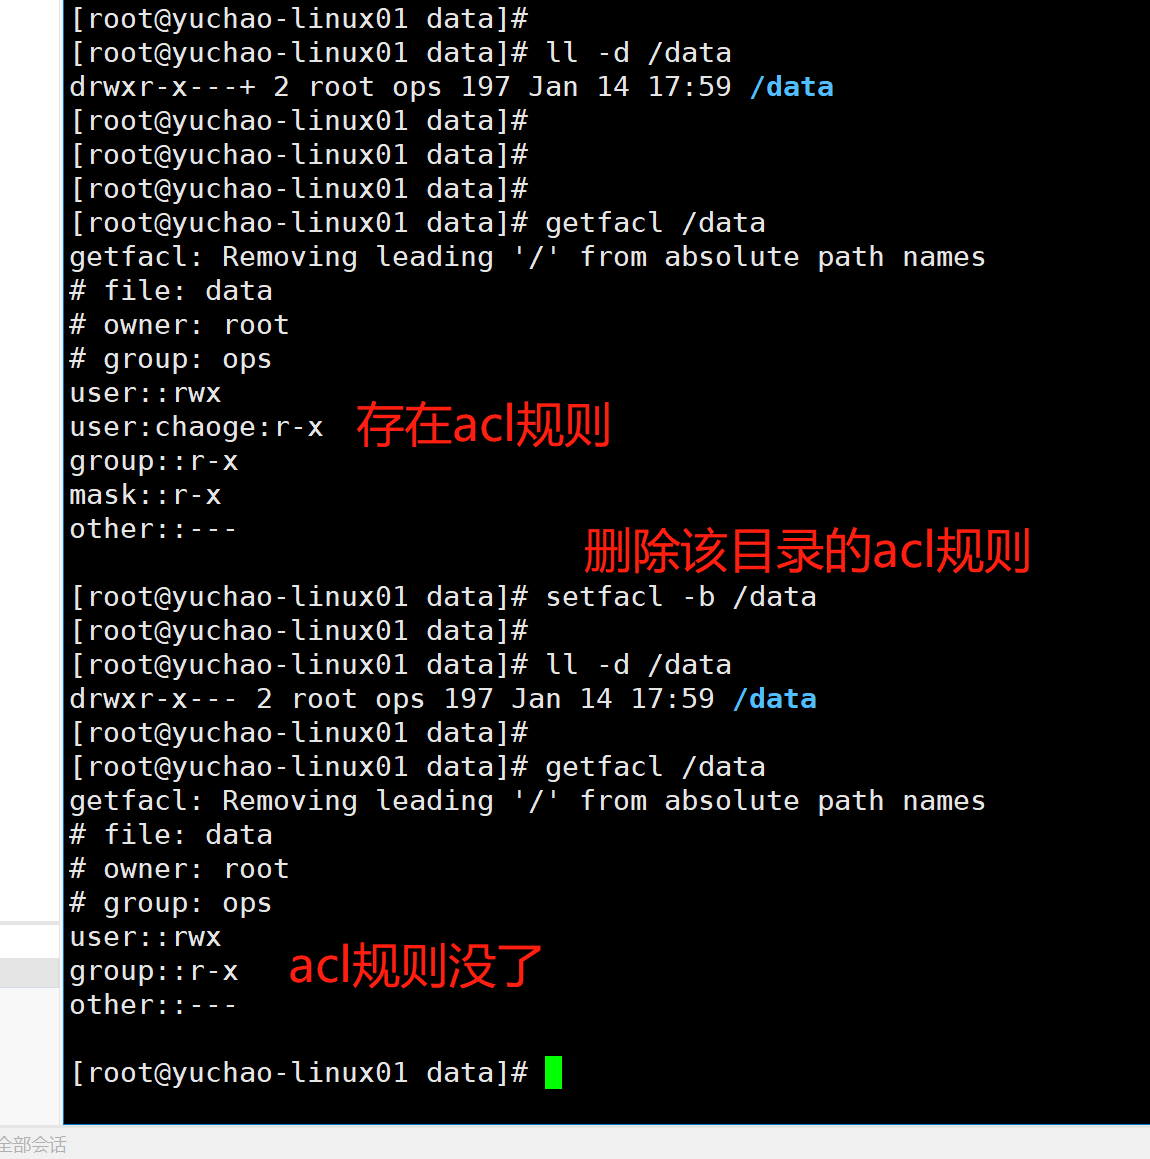 [root@yuchao-linux01 data]#
[root@yuchao-linux01 data]# ll -d /data
drwxr-x---+ 2 root ops 197 Jan 14 17:59 /data
[root@yuchao-linux01 data]#
[root@yuchao-linux01 data]#
[root@yuchao-linux01 data]#
[root@yuchao-linux01 data]# getfacl /data
getfacl: Removing leading '/' from absolute path names
# file: data
# owner: root
# group: ops
user::rwx
user:chaoge:r-x 存在acl规则
group::r-x
mask::r-x
other::---
删除该目录的acl规则
[root@yuchao-linux01 data]# setfacl -b /data
[root@yuchao-linux01 data]#
[root@yuchao-linux01 data]# ll -d /data
drwxr-x--- 2 root ops 197 Jan 14 17:59 /data
[root@yuchao-linux01 data]#
[root@yuchao-linux01 data]# getfacl /data
getfacl: Removing leading '/' from absolute path names
# file: data
# owner: root
# group: ops
user::rwx
group::r-x acl规则没了
other::---
[root@yuchao-linux01 data]#
全部会话